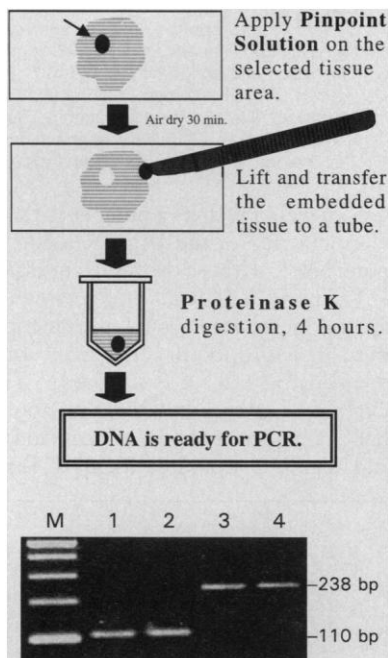 Apply Pinpoint
Solution on the
selected tissue
area.
Air dry 30 min.
Lift and transfer
the embedded
tissue to a tube.
Proteinase K
digestion, 4 hours.
DNA is ready for PCR.
M 1 2 3 4
238 bp
110 bp